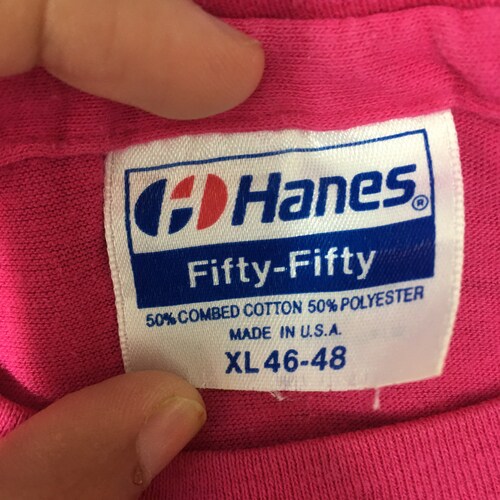 Hanes®
Fifty-Fifty
50% COMBED COTTON 50% POLYESTER
MADE IN U.S.A.
XL 46-48